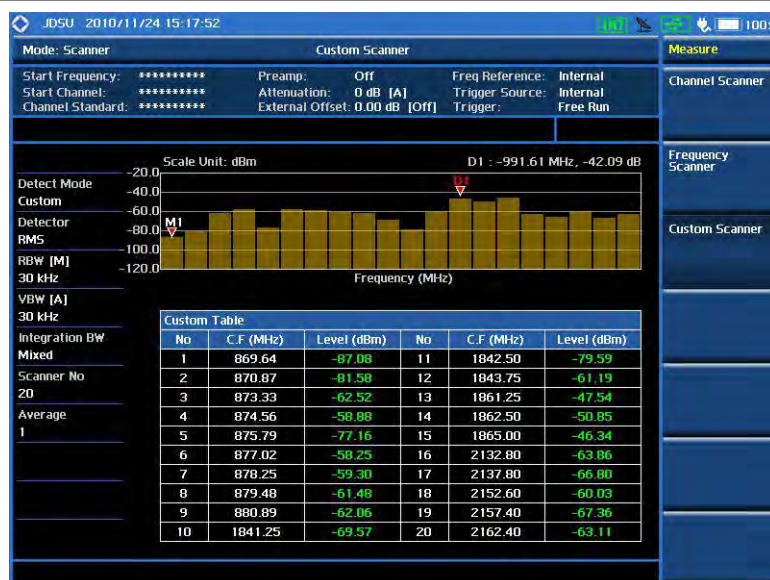 JDSU 2010/11/24 15:17:52
Mode: Scanner Custom Scanner
Start Frequency: ********** Preamp: Off Freq Reference: Internal
Start Channel: ********** Attenuation: 0 dB [A] Trigger Source: Internal
Channel Standard: ********** External Offset: 0.00 dB [Off] Trigger: Free Run
Detect Mode
Custom
Detector
RMS
RBW [M]
30 kHz
VBW [A]
30 kHz
Integration BW
Mixed
Scanner No
20
Average
1
Scale Unit: dBm D1 : -991.61 MHz, -42.09 dB
-20.0
-40.0
-60.0
-80.0
-100.0
-120.0
M1
D1
Frequency (MHz)
Custom Table
No C.F (MHz) Level (dBm) No C.F (MHz) Level (dBm)
1 869.64 -87.08 11 1842.50 -79.59
2 870.87 -81.58 12 1843.75 -61.19
3 873.33 -62.52 13 1861.25 -47.54
4 874.56 -58.88 14 1862.50 -50.85
5 875.79 -77.16 15 1865.00 -46.34
6 877.02 -58.25 16 2132.80 -63.86
7 878.25 -59.30 17 2137.80 -66.80
8 879.48 -61.48 18 2152.60 -60.03
9 880.89 -62.06 19 2157.40 -67.36
10 1841.25 -69.57 20 2162.40 -63.11
Measure
Channel Scanner
Frequency
Scanner
Custom Scanner